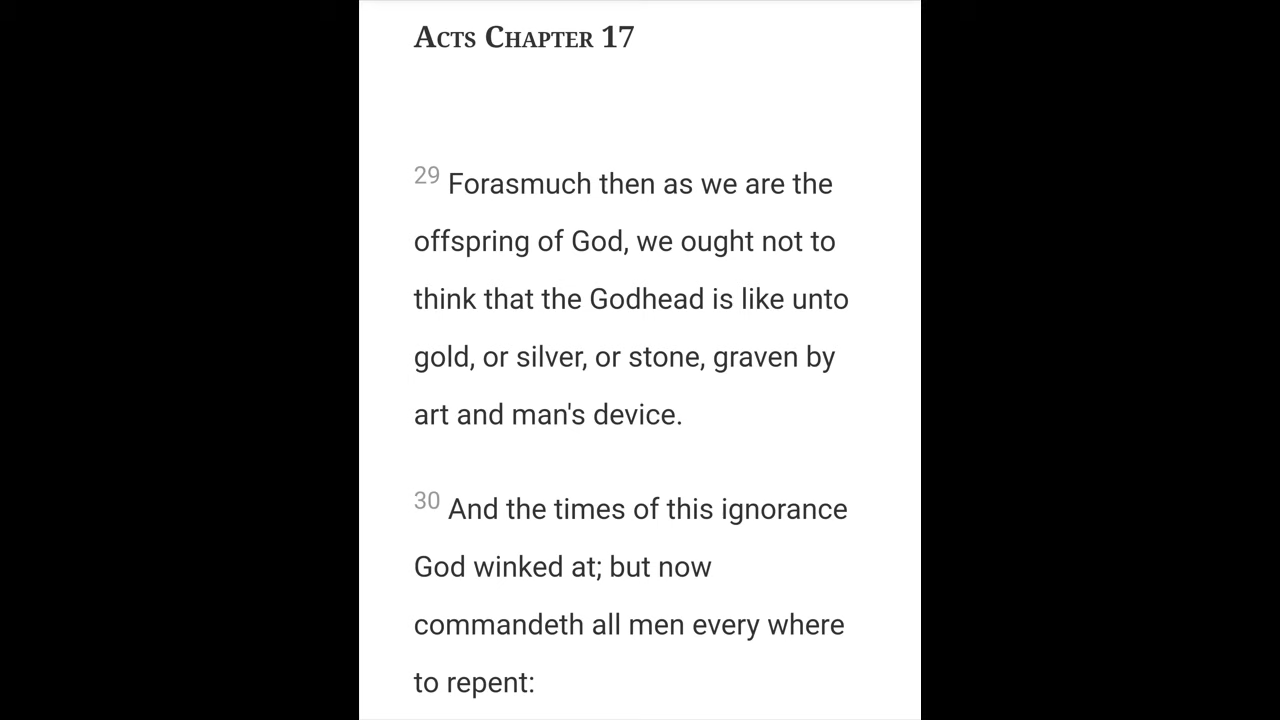 Acts Chapter 17
29 Forasmuch then as we are the
offspring of God, we ought not to
think that the Godhead is like unto
gold, or silver, or stone, graven by
art and man's device.
30 And the times of this ignorance
God winked at; but now
commandeth all men every where
to repent: